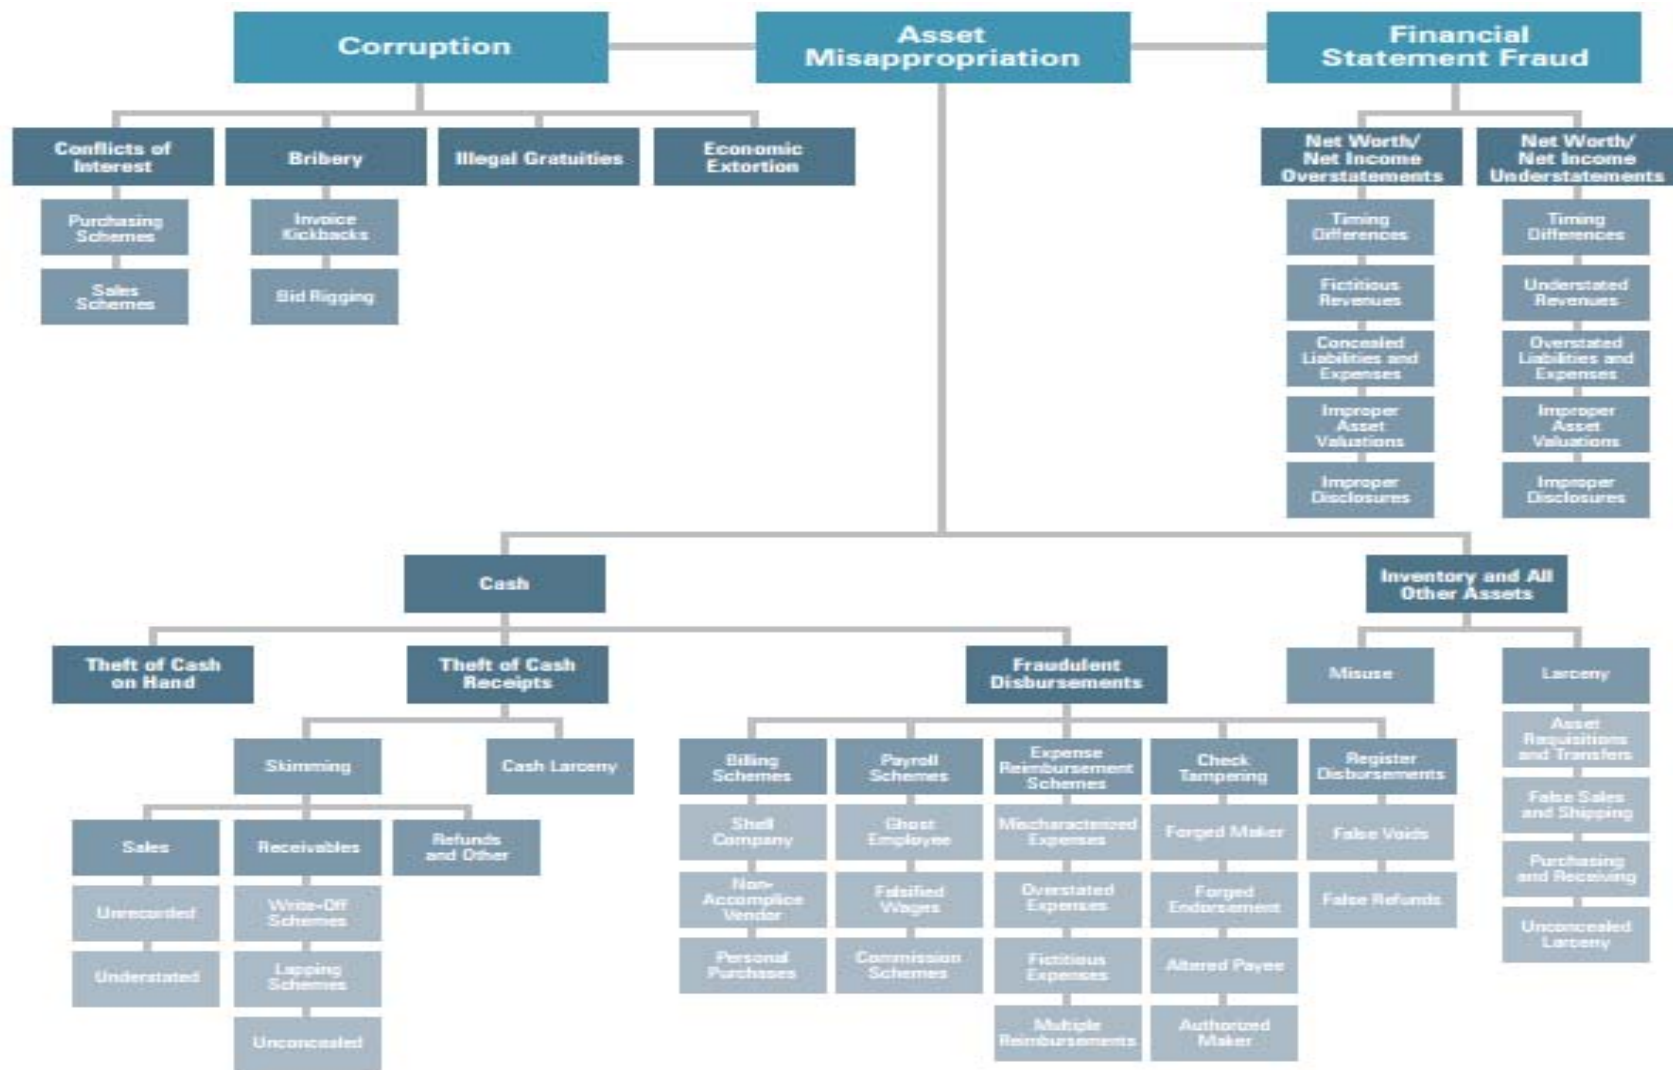 Corruption
Asset
Misappropriation
Financial
Statement Fraud
Conflicts of
Interest
Bribery
Illegal Gratuities
Economic
Extortion
Net Worth/
Net Income
Overstatements
Net Worth/
Net Income
Understatements
Purchasing
Schemes
Sales
Schemes
Invoice
Kickbacks
Bid Rigging
Timing
Differences
Fictitious
Revenues
Concealed
Liabilities and
Expenses
Improper
Asset
Valuations
Improper
Disclosures
Timing
Differences
Understated
Revenues
Overstated
Liabilities and
Expenses
Improper
Asset
Valuations
Improper
Disclosures
Cash
Inventory and All
Other Assets
Theft of Cash
on Hand
Theft of Cash
Receipts
Fraudulent
Disbursements
Misuse
Larceny
Asset
Requisitions
and Transfers
False Sales
and Shipping
Purchasing
and Receiving
Unconcealed
Larceny
Skimming
Cash Larceny
Sales
Receivables
Refunds
and Other
Unrecorded
Understated
Write-Off
Schemes
Lapping
Schemes
Unconcealed
Billing
Schemes
Shell
Company
Non-
Accomplice
Vendor
Personal
Purchases
Payroll
Schemes
Ghost
Employee
Falsified
Wages
Commission
Schemes
Expense
Reimbursement
Schemes
Mischaracterized
Expenses
Overstated
Expenses
Fictitious
Expenses
Multiple
Reimbursements
Check
Tampering
Forged Maker
Forged
Endorsement
Altered Payee
Authorized
Maker
Register
Disbursements
False Voids
False Refunds